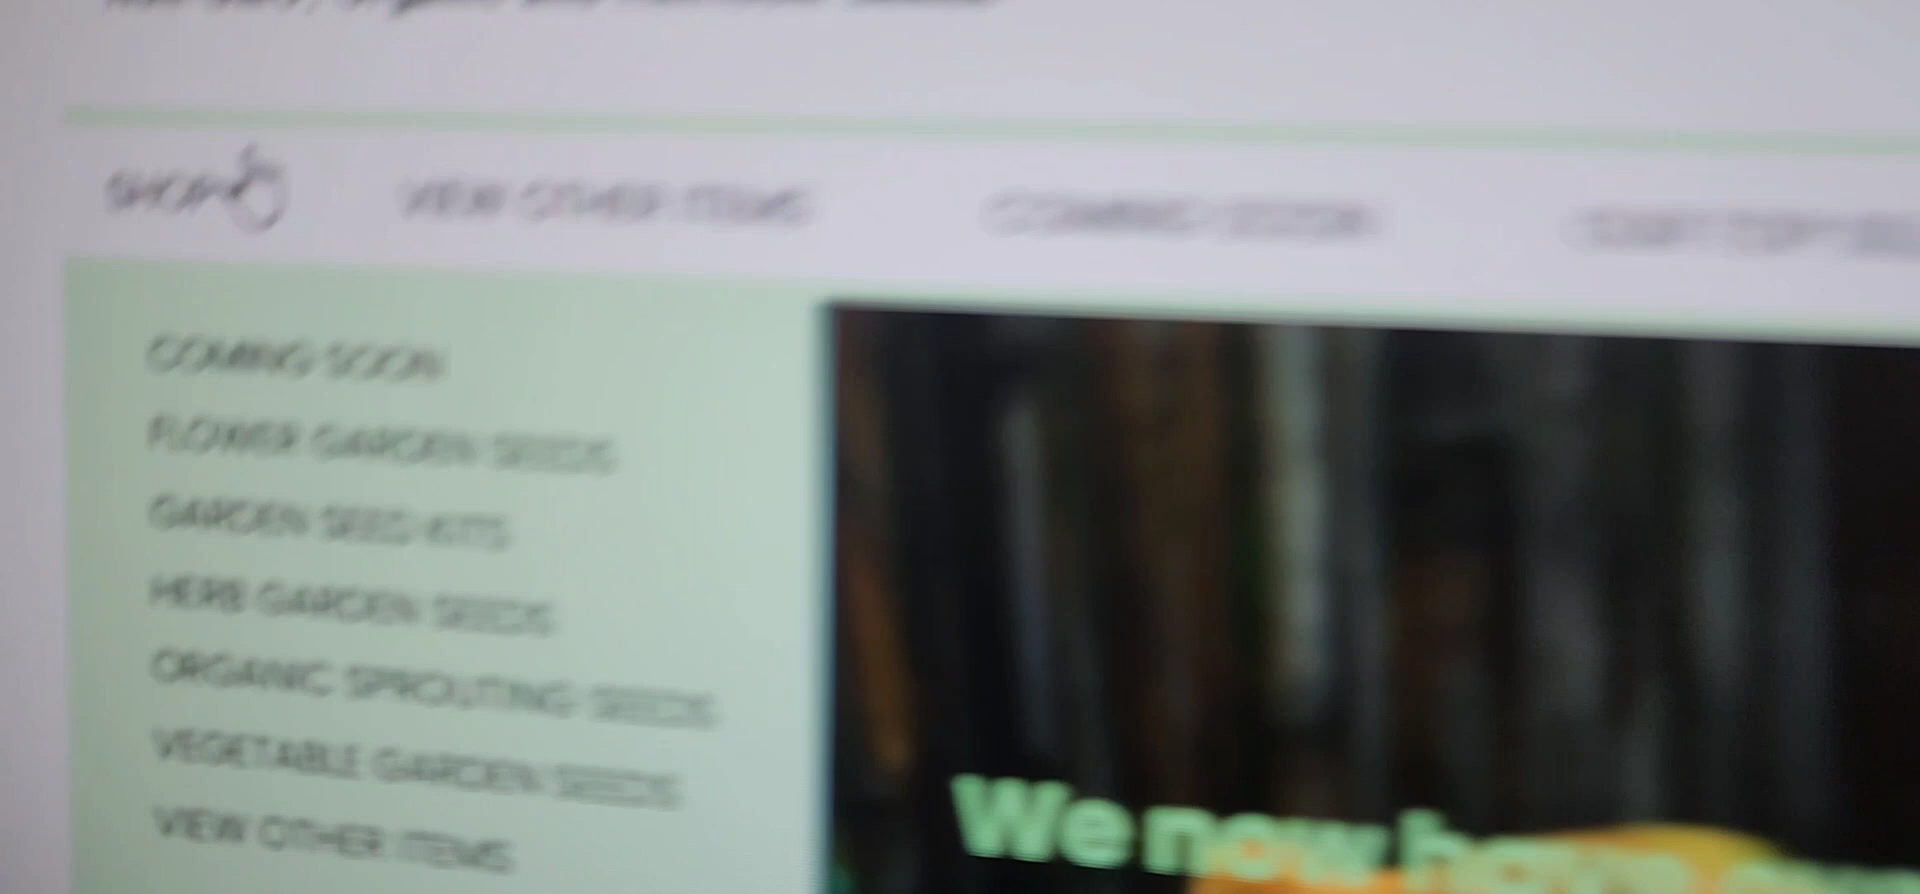 SHOP
VIEW OTHER ITEMS
COMING SOON
COMING SOON
FLOWER GARDEN SEEDS
GARDEN SEED KITS
HERB GARDEN SEEDS
ORGANIC SPROUTING SEEDS
VEGETABLE GARDEN SEEDS
VIEW OTHER ITEMS
We now have